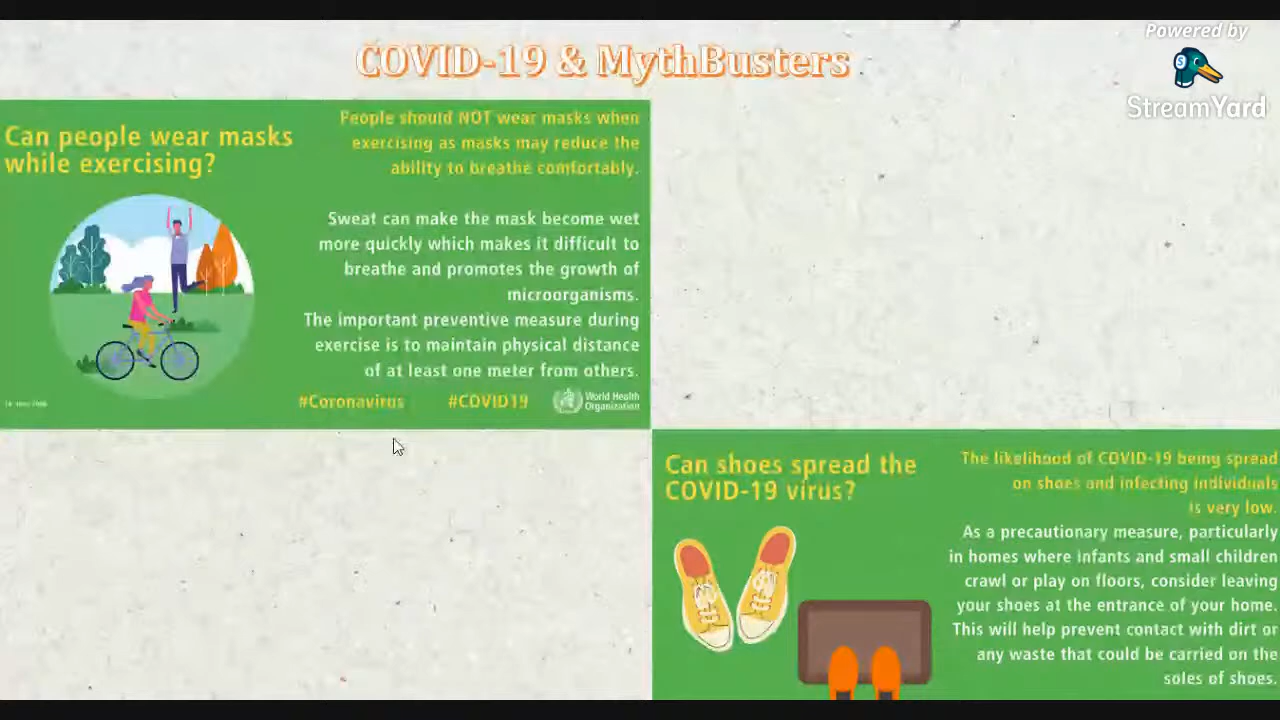 Powered by
StreamYard
COVID-19 & MythBusters
Can people wear masks
while exercising?
People should NOT wear masks when
exercising as masks may reduce the
ability to breathe comfortably.
Sweat can make the mask become wet
more quickly which makes it difficult to
breathe and promotes the growth of
microorganisms.
The important preventive measure during
exercise is to maintain physical distance
of at least one meter from others.
#Coronavirus #COVID19
World Health
Organization
Can shoes spread the
COVID-19 virus?
The likelihood of COVID-19 being spread
on shoes and infecting individuals
is very low.
As a precautionary measure, particularly
in homes where infants and small children
crawl or play on floors, consider leaving
your shoes at the entrance of your home.
This will help prevent contact with dirt or
any waste that could be carried on the
soles of shoes.